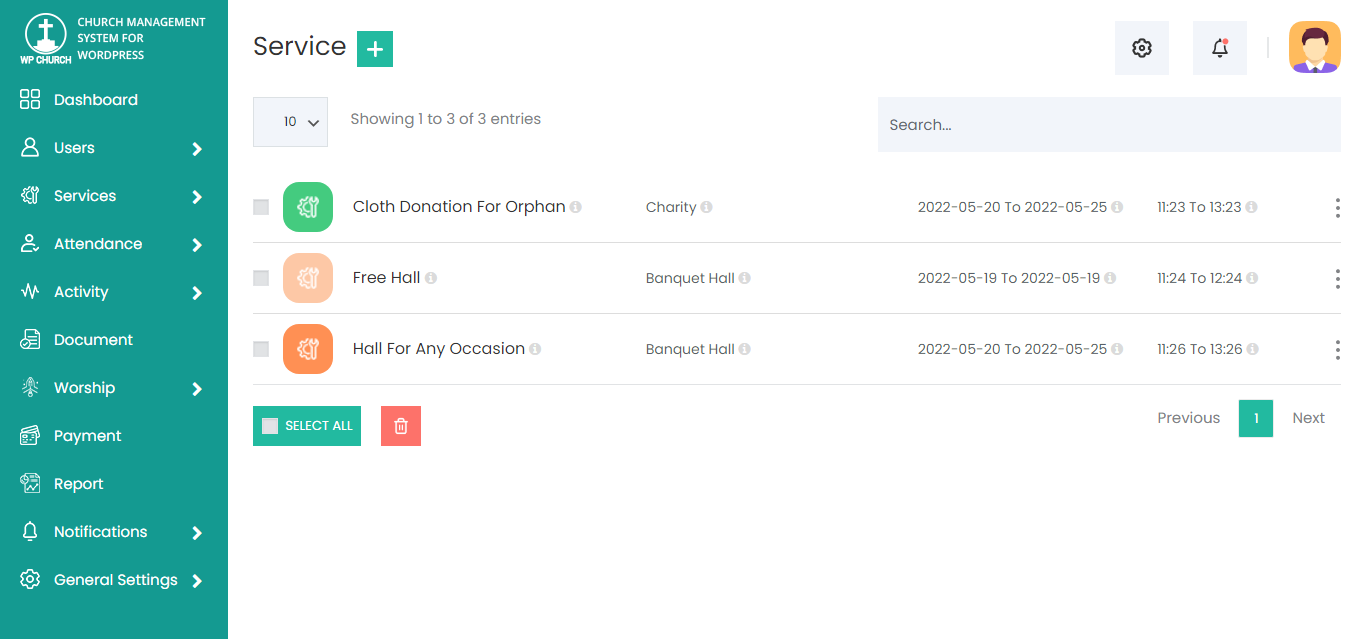 CHURCH MANAGEMENT
SYSTEM FOR
WORDPRESS
WP CHURCH
Dashboard
Users
Services
Attendance
Activity
Document
Worship
Payment
Report
Notifications
General Settings
Service +
10 Showing 1 to 3 of 3 entries Search...
Cloth Donation For Orphan Charity 2022-05-20 To 2022-05-25 11:23 To 13:23
Free Hall Banquet Hall 2022-05-19 To 2022-05-19 11:24 To 12:24
Hall For Any Occasion Banquet Hall 2022-05-20 To 2022-05-25 11:26 To 13:26
SELECT ALL Previous 1 Next